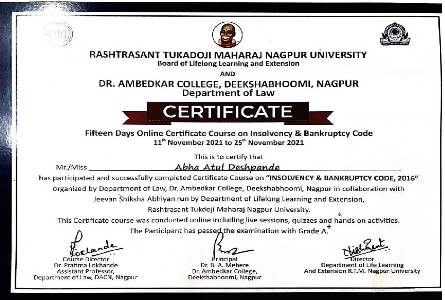 RASHTRASANT TUKADOJI MAHARAJ NAGPUR UNIVERSITY
Board of Lifelong Learning and Extension
AND
DR. AMBEDKAR COLLEGE, DEEKSHABHOOMI, NAGPUR
Department of Law
CERTIFICATE
Fifteen Days Online Certificate Course on Insolvency & Bankruptcy Code
11th November 2021 to 25th November 2021
This is to certify that
Mr./Miss Abha Atul Deshpande
has participated and successfully completed Certificate Course on "INSOLVENCY & BANKRUPTCY CODE, 2016"
organized by Department of Law, Dr. Ambedkar College, Deekshabhoomi, Nagpur in collaboration with
Jeevan Shiksha Abhiyan run by Department of Lifelong Learning and Extension,
Rashtrasant Tukdoji Maharaj Nagpur University.
This Certificate course was conducted online including live sessions, quizzes and hands on activities.
The Participant has passed the examination with Grade A+
Course Director
Dr. Pratima Lokhande
Assistant Professor,
Department of Law, DACN, Nagpur
Principal
Dr. B. A. Mehere
Dr. Ambedkar College,
Deekshabhoomi, Nagpur
Director
Department of Life Learning
And Extension R.T.M. Nagpur University